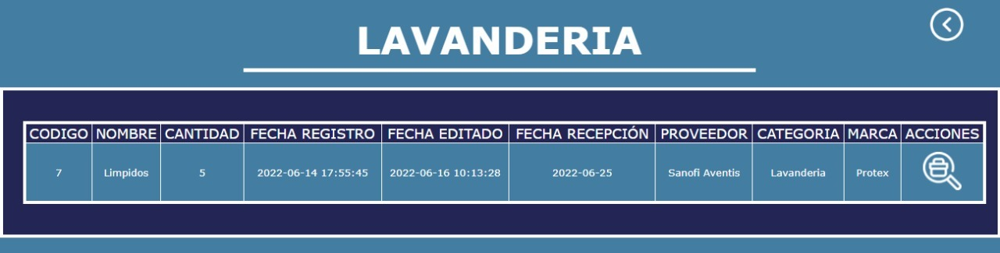 LAVANDERIA
CODIGO NOMBRE CANTIDAD FECHA REGISTRO FECHA EDITADO FECHA RECEPCIÓN PROVEEDOR CATEGORIA MARCA ACCIONES
7 Limpidos 5 2022-06-14 17:55:45 2022-06-16 10:13:28 2022-06-25 Sanofi Aventis Lavanderia Protex